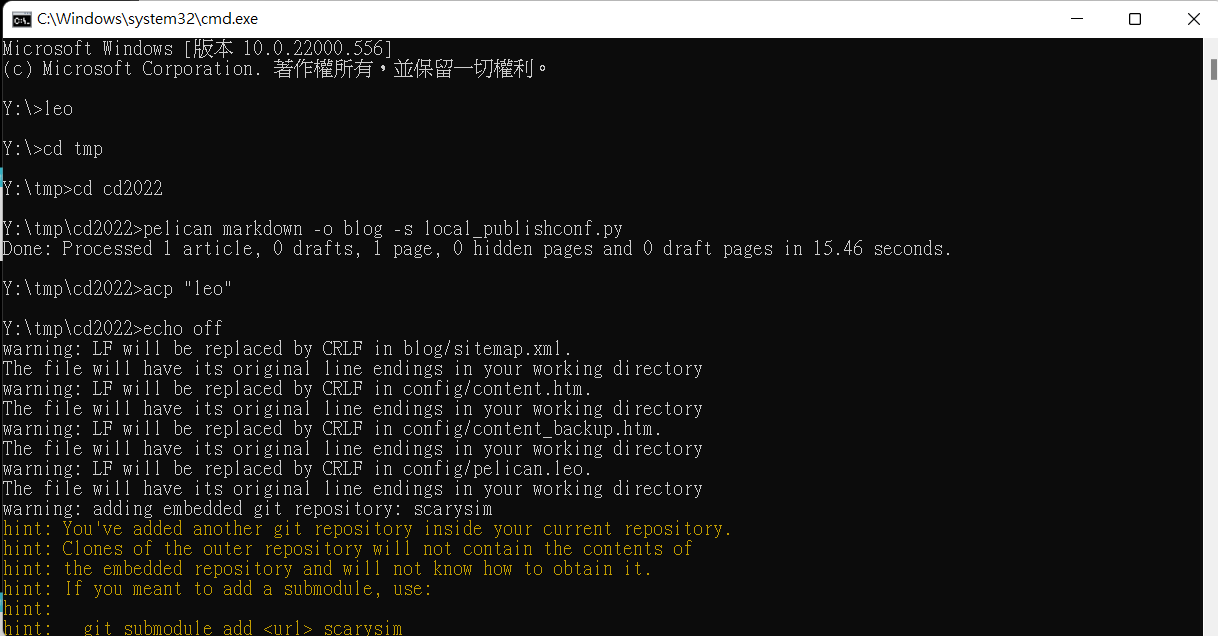 C:\Windows\system32\cmd.exe
Microsoft Windows [版本 10.0.22000.556]
(c) Microsoft Corporation. 著作權所有，並保留一切權利。
Y:\>leo
Y:\>cd tmp
Y:\tmp>cd cd2022
Y:\tmp\cd2022>pelican markdown -o blog -s local_publishconf.py
Done: Processed 1 article, 0 drafts, 1 page, 0 hidden pages and 0 draft pages in 15.46 seconds.
Y:\tmp\cd2022>acp "leo"
Y:\tmp\cd2022>echo off
warning: LF will be replaced by CRLF in blog/sitemap.xml.
The file will have its original line endings in your working directory
warning: LF will be replaced by CRLF in config/content.htm.
The file will have its original line endings in your working directory
warning: LF will be replaced by CRLF in config/content_backup.htm.
The file will have its original line endings in your working directory
warning: LF will be replaced by CRLF in config/pelican.leo.
The file will have its original line endings in your working directory
warning: adding embedded git repository: scarysim
hint: You've added another git repository inside your current repository.
hint: Clones of the outer repository will not contain the contents of
hint: the embedded repository and will not know how to obtain it.
hint: If you meant to add a submodule, use:
hint:
hint:   git submodule add <url> scarysim